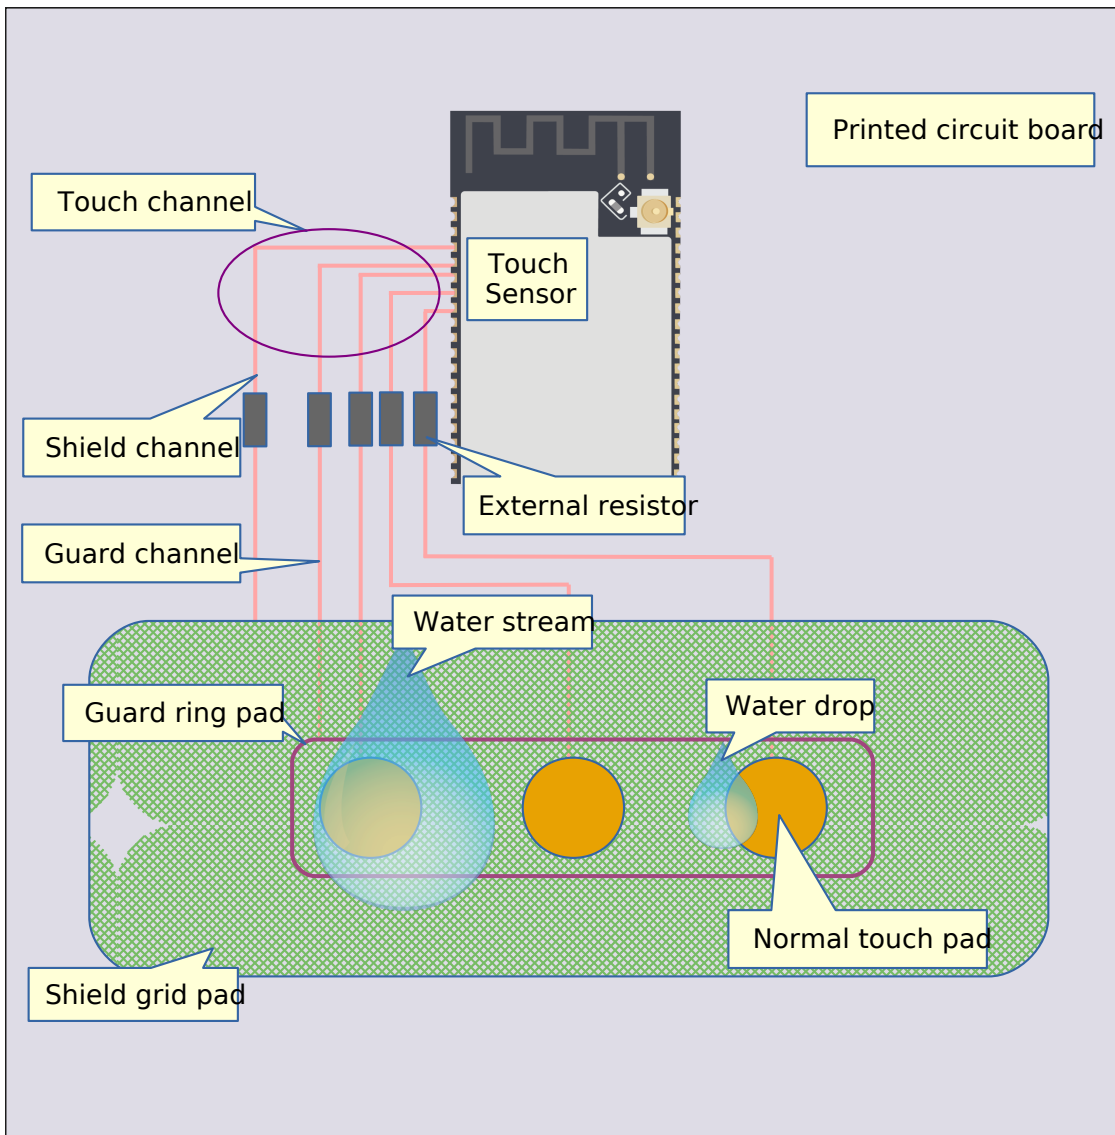 Printed circuit board
Touch channel
Touch
Sensor
Shield channel
External resistor
Guard channel
Water stream
Guard ring pad
Water drop
Normal touch pad
Shield grid pad